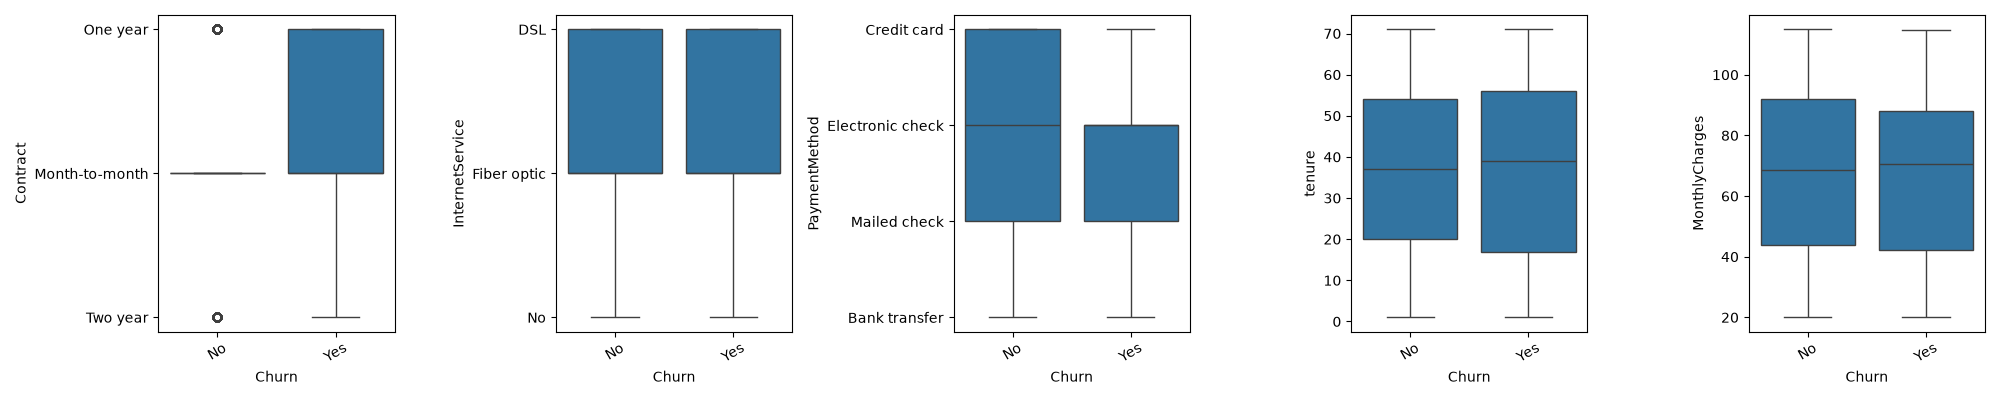 One year
Month-to-month
Two year
Contract
No
Yes
Churn
DSL
Fiber optic
No
InternetService
No
Yes
Churn
Credit card
Electronic check
Mailed check
Bank transfer
PaymentMethod
No
Yes
Churn
70
60
50
40
30
20
10
0
tenure
No
Yes
Churn
100
80
60
40
20
MonthlyCharges
No
Yes
Churn